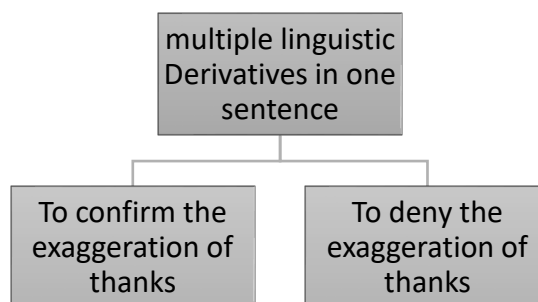 multiple linguistic
Derivatives in one
sentence
To confirm the
exaggeration of
thanks
To deny the
exaggeration of
thanks